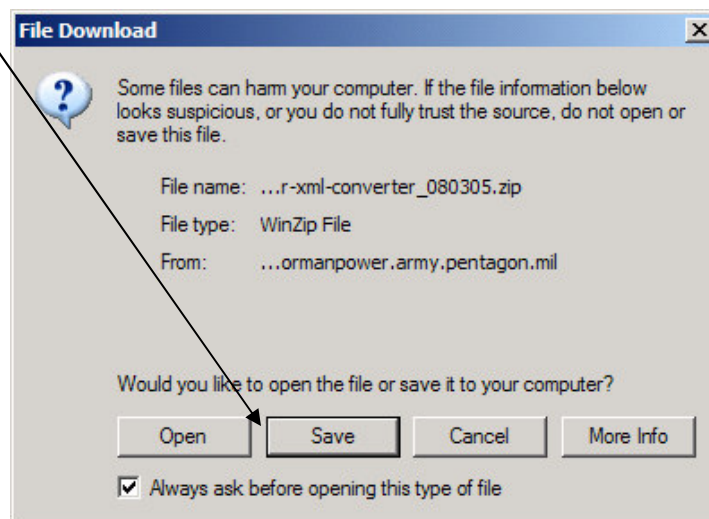 File Download
Some files can harm your computer. If the file information below
looks suspicious, or you do not fully trust the source, do not open or
save this file.
File name: ...r-xml-converter_080305.zip
File type: WinZip File
From: ...ormanpower.army.pentagon.mil
Would you like to open the file or save it to your computer?
Open Save Cancel More Info
Always ask before opening this type of file